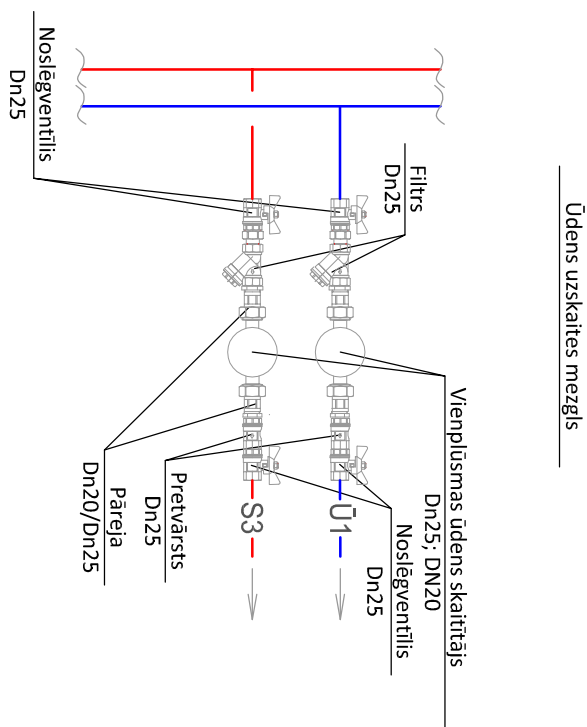 Ūdens uzskaites mezgls
Vienplūsmas ūdens skaitītājs
Dn25; DN20
Filtrs
Dn25
Noslēgventīlis
Dn25
Ū1
S3
Pretvārsts
Dn25
Pāreja
Dn20/Dn25
Noslēgventīlis
Dn25